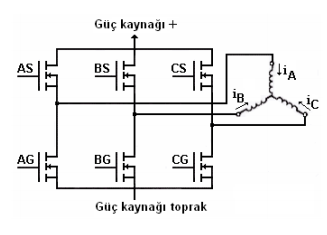 Güç kaynağı +
AS
BS
CS
iA
iB
iC
AG
BG
CG
Güç kaynağı toprak